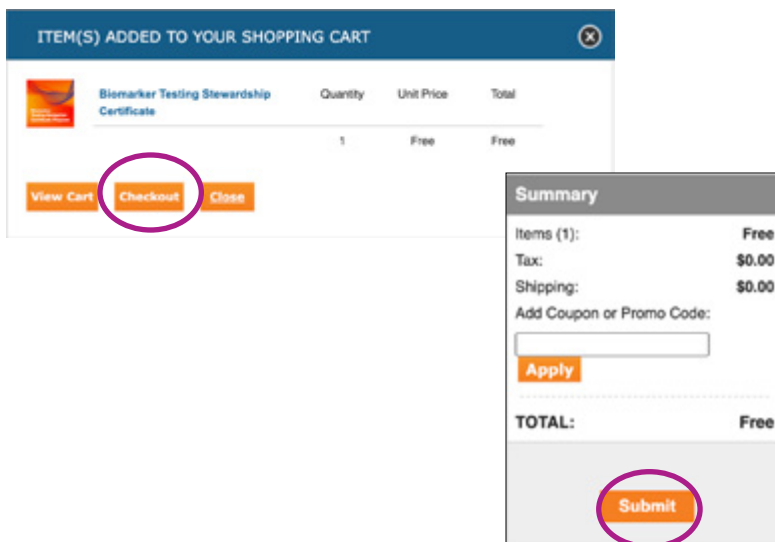 ITEM(S) ADDED TO YOUR SHOPPING CART
Biomarker Testing Stewardship Quantity Unit Price Total
Certificate
1 Free Free
View Cart Checkout Close
Summary
Items (1): Free
Tax: $0.00
Shipping: $0.00
Add Coupon or Promo Code:
Apply
TOTAL: Free
Submit